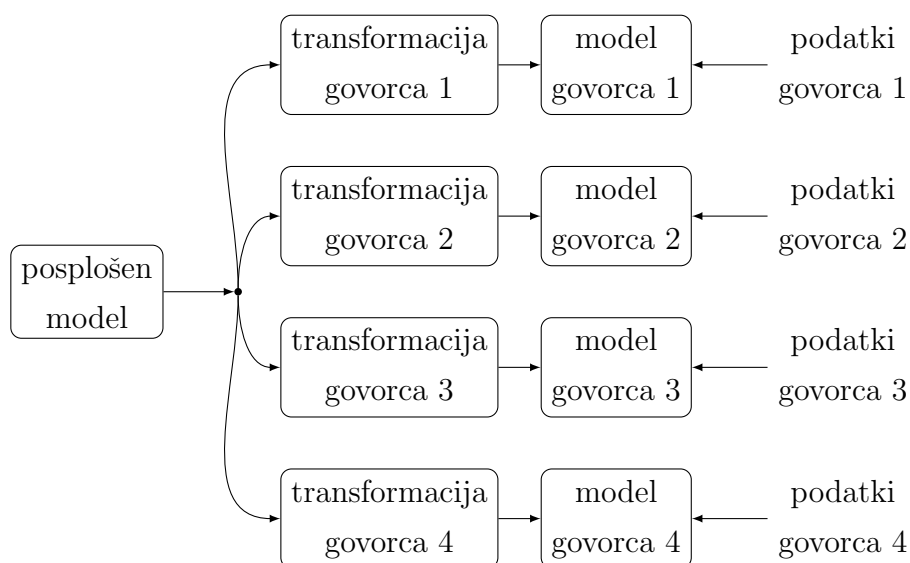 transformacija
govorca 1
model
govorca 1
podatki
govorca 1
transformacija
govorca 2
model
govorca 2
podatki
govorca 2
posplošen
model
transformacija
govorca 3
model
govorca 3
podatki
govorca 3
transformacija
govorca 4
model
govorca 4
podatki
govorca 4